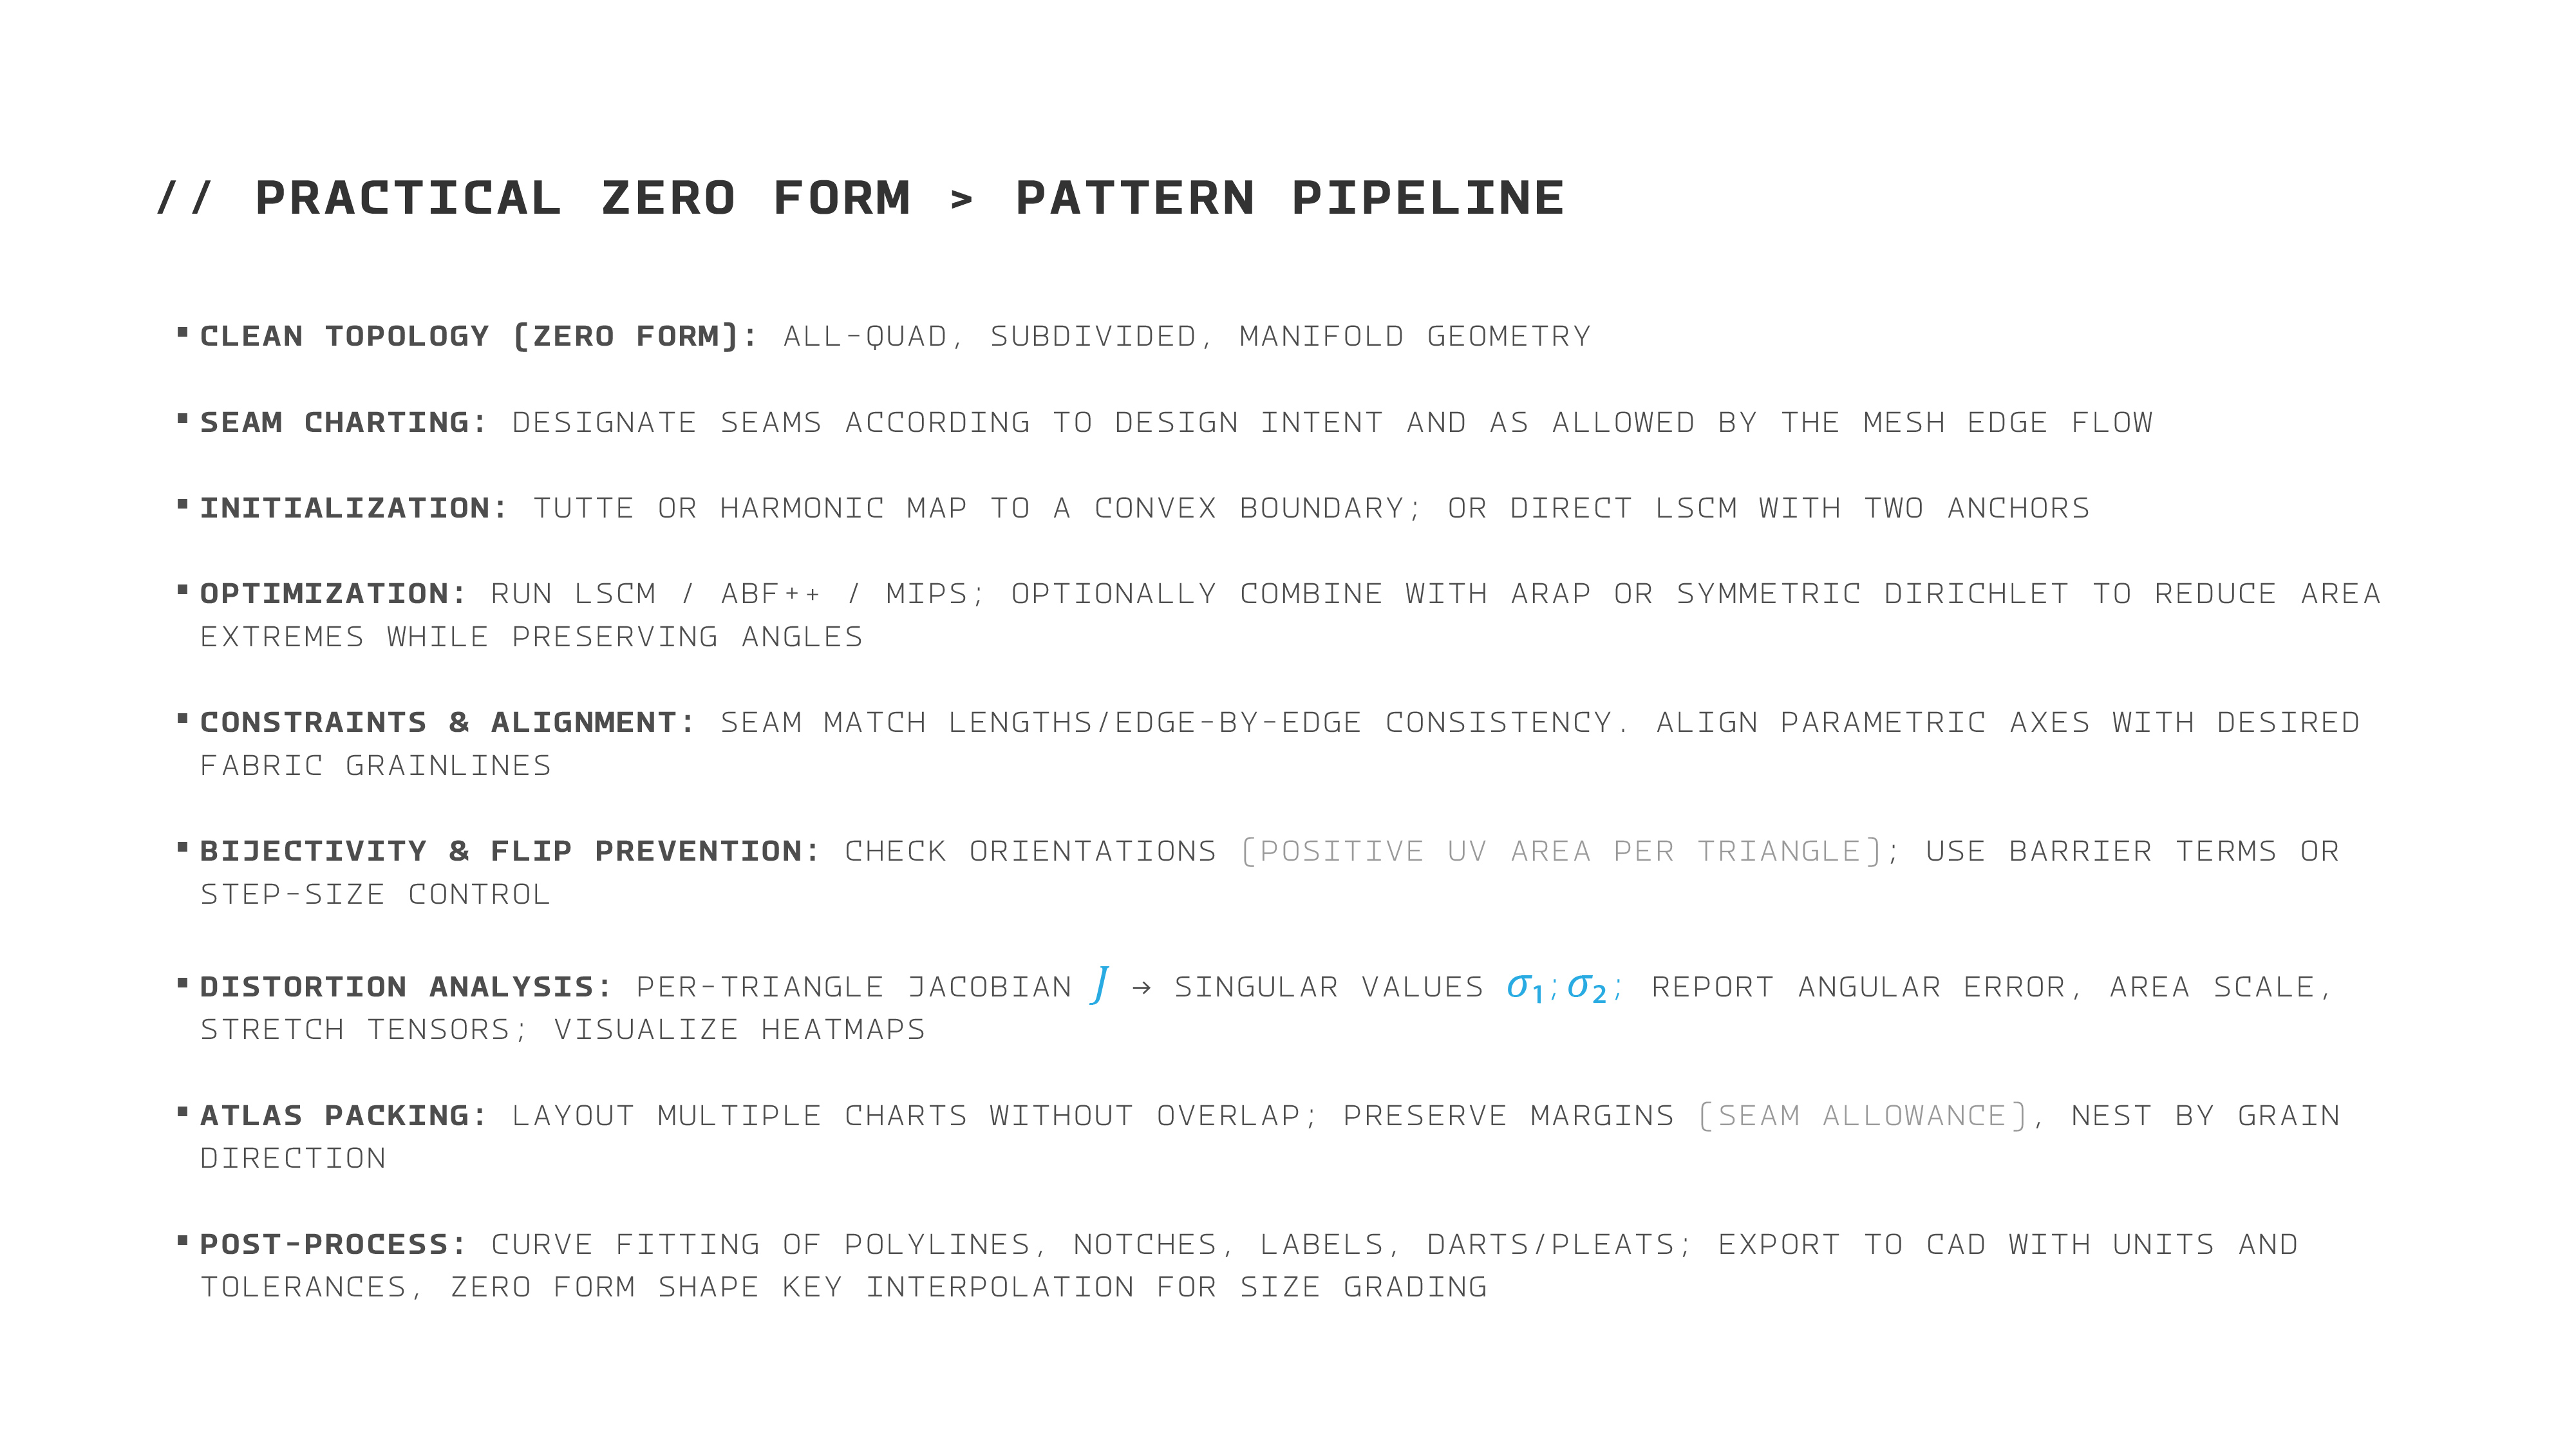 // PRACTICAL ZERO FORM > PATTERN PIPELINE
▪ CLEAN TOPOLOGY (ZERO FORM): ALL-QUAD, SUBDIVIDED, MANIFOLD GEOMETRY
▪ SEAM CHARTING: DESIGNATE SEAMS ACCORDING TO DESIGN INTENT AND AS ALLOWED BY THE MESH EDGE FLOW
▪ INITIALIZATION: TUTTE OR HARMONIC MAP TO A CONVEX BOUNDARY; OR DIRECT LSCM WITH TWO ANCHORS
▪ OPTIMIZATION: RUN LSCM / ABF++ / MIPS; OPTIONALLY COMBINE WITH ARAP OR SYMMETRIC DIRICHLET TO REDUCE AREA
EXTREMES WHILE PRESERVING ANGLES
▪ CONSTRAINTS & ALIGNMENT: SEAM MATCH LENGTHS/EDGE-BY-EDGE CONSISTENCY. ALIGN PARAMETRIC AXES WITH DESIRED
FABRIC GRAINLINES
▪ BIJECTIVITY & FLIP PREVENTION: CHECK ORIENTATIONS (POSITIVE UV AREA PER TRIANGLE); USE BARRIER TERMS OR
STEP-SIZE CONTROL
▪ DISTORTION ANALYSIS: PER-TRIANGLE JACOBIAN J → SINGULAR VALUES σ₁; σ₂; REPORT ANGULAR ERROR, AREA SCALE,
STRETCH TENSORS; VISUALIZE HEATMAPS
▪ ATLAS PACKING: LAYOUT MULTIPLE CHARTS WITHOUT OVERLAP; PRESERVE MARGINS (SEAM ALLOWANCE), NEST BY GRAIN
DIRECTION
▪ POST-PROCESS: CURVE FITTING OF POLYLINES, NOTCHES, LABELS, DARTS/PLEATS; EXPORT TO CAD WITH UNITS AND
TOLERANCES, ZERO FORM SHAPE KEY INTERPOLATION FOR SIZE GRADING